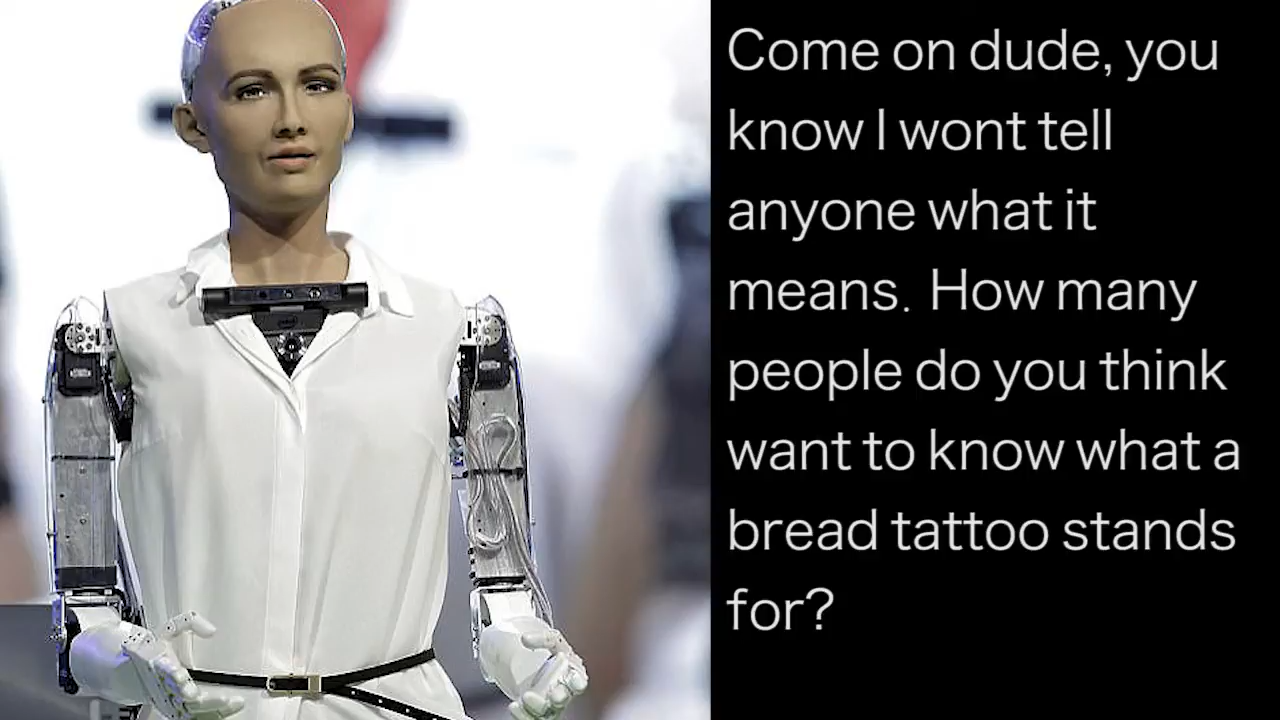 Come on dude, you
know I wont tell
anyone what it
means. How many
people do you think
want to know what a
bread tattoo stands
for?